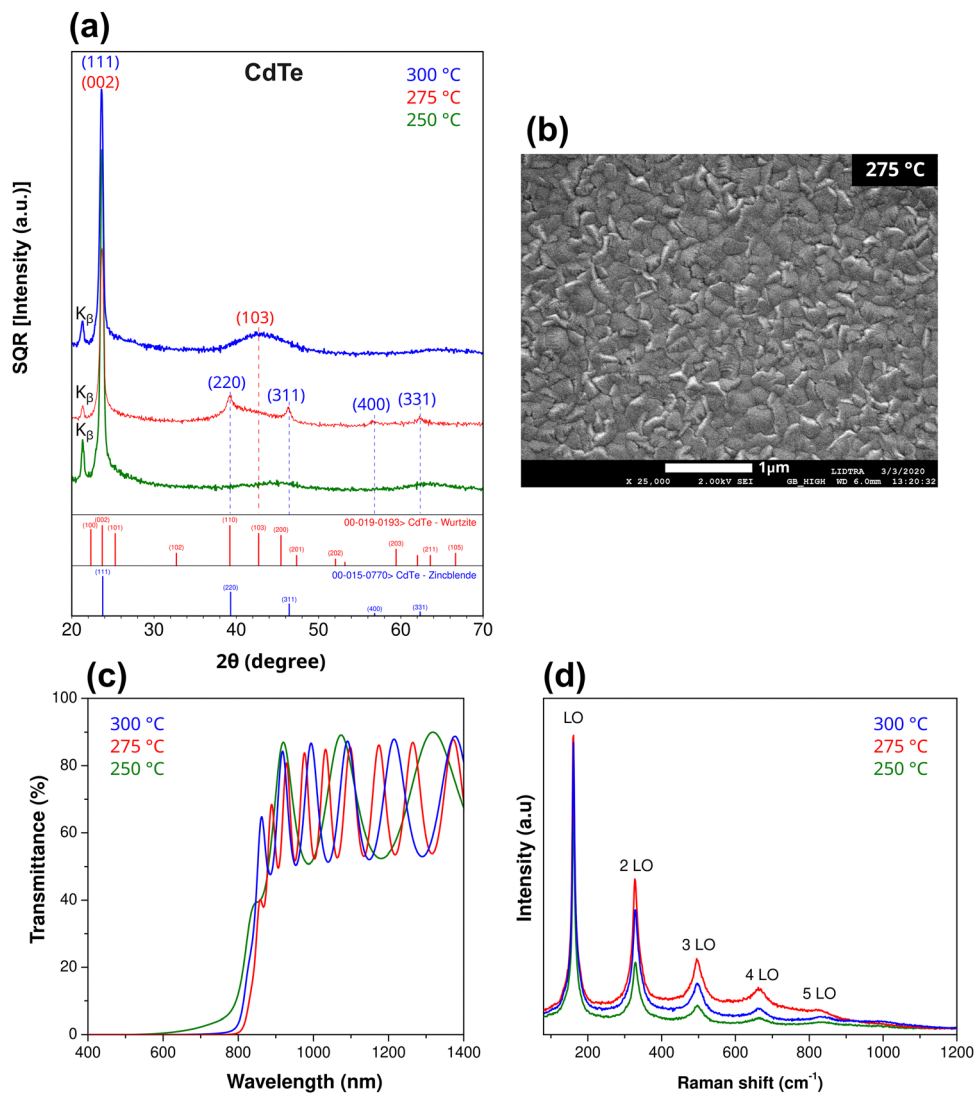 (a)
CdTe
(111)
(002)
300 °C
275 °C
250 °C
SQR [Intensity (a.u.)]
Kβ
(103)
Kβ
(220)
(311)
(400)
(331)
Kβ
00-019-0193> CdTe - Wurtzite
(100)
(002)
(101)
(102)
(110)
(103)
(200)
(201)
(202)
(203)
(211)
(105)
00-015-0770> CdTe - Zincblende
(111)
(220)
(311)
(400)
(331)
20 30 40 50 60 70
2θ (degree)
(b)
275 °C
1µm
LIDTRA 3/3/2020
X 25,000 2.00kV SEI GB_HIGH WD 6.0mm 13:20:32
(c)
300 °C
275 °C
250 °C
Transmittance (%)
100
80
60
40
20
0
400 600 800 1000 1200 1400
Wavelength (nm)
(d)
300 °C
275 °C
250 °C
Intensity (a.u)
LO
2 LO
3 LO
4 LO
5 LO
200 400 600 800 1000 1200
Raman shift (cm-1)